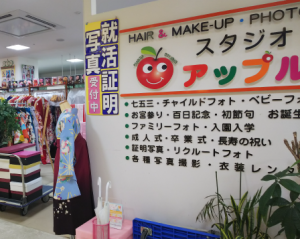 HAIR & MAKE-UP・PHOTO
スタジオ
アップル
就活証明
写真
受付中
・七五三・チャイルドフォト・ベビーフ
・お宮参り・百日記念・初節句 お誕生
・ファミリーフォト・入園入学
・成人式・卒業式・長寿の祝い
・証明写真・リクルートフォト
・各種写真撮影・衣装レン